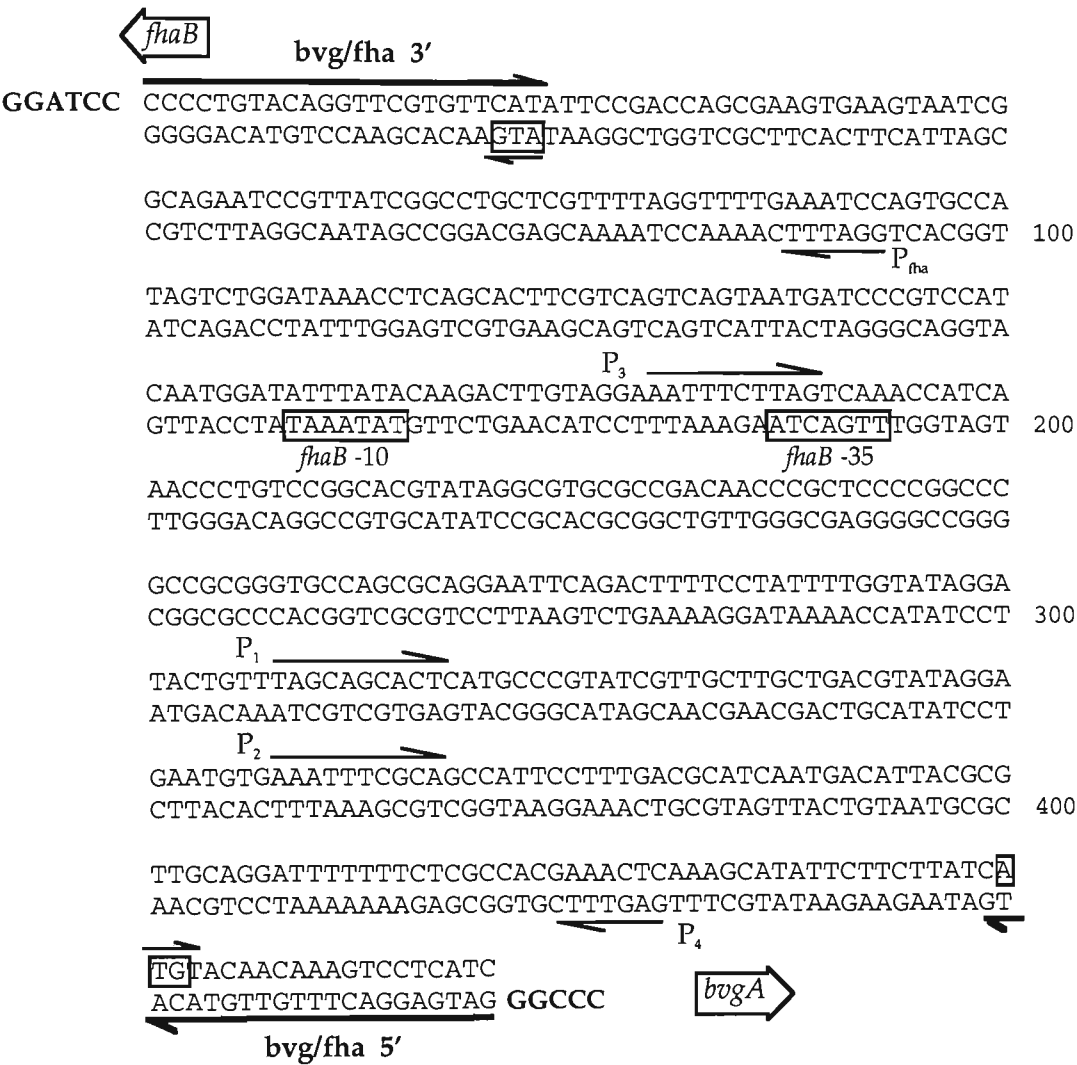 fhaB
bvg/fha 3′
GGATCC CCCCTGTACAGGTTCGTGTTCATATTCCGACCAGCGAAGTGAAGTAATCG
GGGGACATGTCCAAGCACAAGTATAAGGCTGGTCGCTTCACTTCATTAGC
GCAGAATCCGTTATCGGCCTGCTCGTTTTAGGTTTTGAAATCCAGTGCCA
CGTCTTAGGCAATAGCCGGACGAGCAAAATCCAAAACTTTAGGTCACGGT 100
Pfha
TAGTCTGGATAAACCTCAGCACTTCGTCAGTCAGTAATGATCCCGTCCAT
ATCAGACCTATTTGGAGTCGTGAAGCAGTCAGTCATTACTAGGGCAGGTA
P3
CAATGGATATTTATACAAGACTTGTAGGAAATTTCTTAGTCAAACCATCA
GTTACCTATAAATATGTTCTGAACATCCTTTAAAGAATCAGTTTGGTAGT 200
fhaB -10 fhaB -35
AACCCTGTCCGGCACGTATAGGCGTGCGCCGACAACCCGCTCCCCGGCCC
TTGGGACAGGCCGTGCATATCCGCACGCGGCTGTTGGGCGAGGGGCCGGG
GCCGCGGGTGCCAGCGCAGGAATTCAGACTTTTCCTATTTTGGTATAGGA
CGGCGCCCACGGTCGCGTCCTTAAGTCTGAAAAGGATAAAACCATATCCT 300
P1
TACTGTTTAGCAGCACTCATGCCCGTATCGTTGCTTGCTGACGTATAGGA
ATGACAAATCGTCGTGAGTACGGGCATAGCAACGAACGACTGCATATCCT
P2
GAATGTGAAATTTCGCAGCCATTCCTTTGACGCATCAATGACATTACGCG
CTTACACTTTAAAGCGTCGGTAAGGAAACTGCGTAGTTACTGTAATGCGC 400
TTGCAGGATTTTTTTCTCGCCACGAAACTCAAAGCATATTCTTCTTATCA
AACGTCCTAAAAAAAGAGCGGTGCTTTGAGTTTCGTATAAGAAGAATAGT
P4
TGTACAACAAAGTCCTCATC
ACATGTTGTTTCAGGAGTAG GGCCC
bvgA
bvg/fha 5′